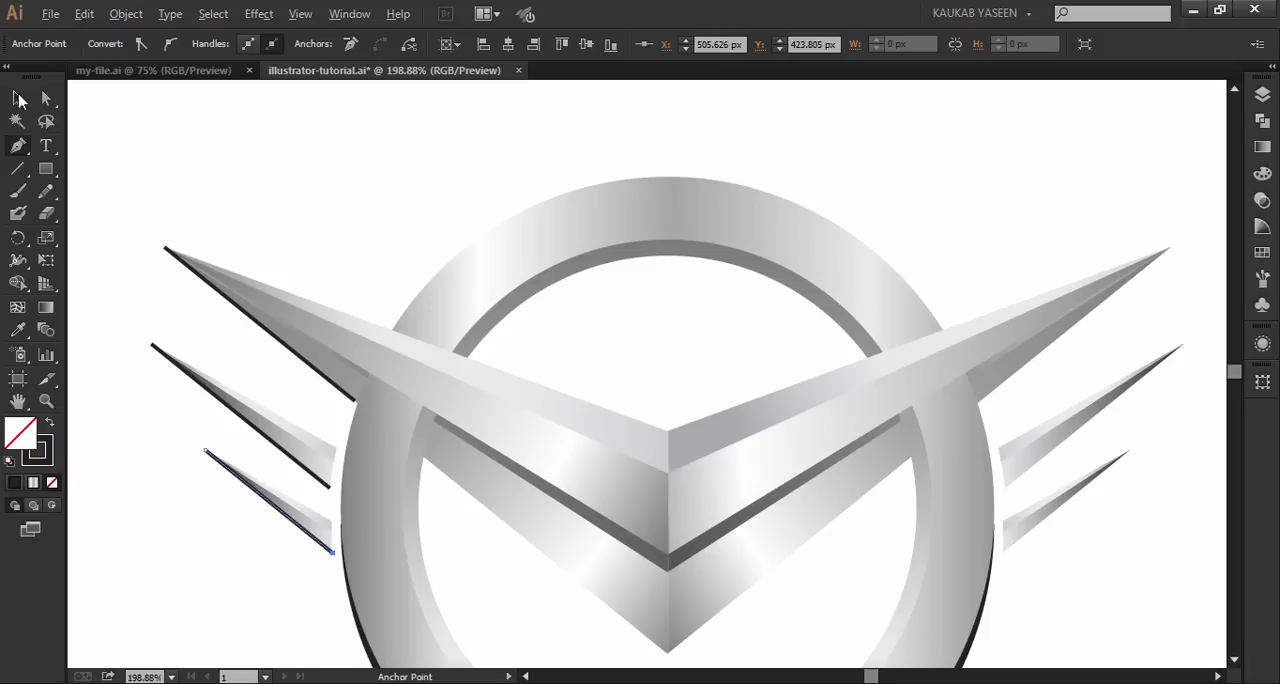 Ai File Edit Object Type Select Effect View Window Help Br KAUKAB YASEEN
Anchor Point Convert: Handles: Anchors: X: 505.626 px Y: 423.805 px W: 0 px H: 0 px
my-file.ai @ 75% (RGB/Preview) × illustrator-tutorial.ai* @ 198.88% (RGB/Preview) ×
T
198.88% 1 Anchor Point